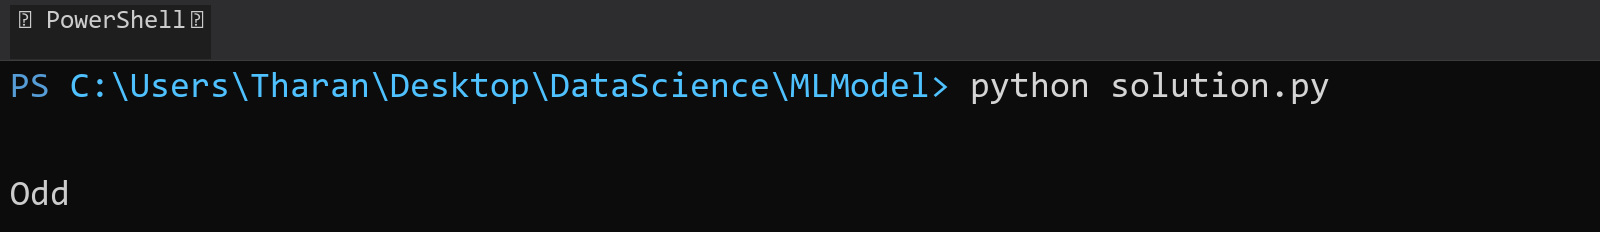 PowerShell
PS C:\Users\Tharan\Desktop\DataScience\MLModel> python solution.py
Odd